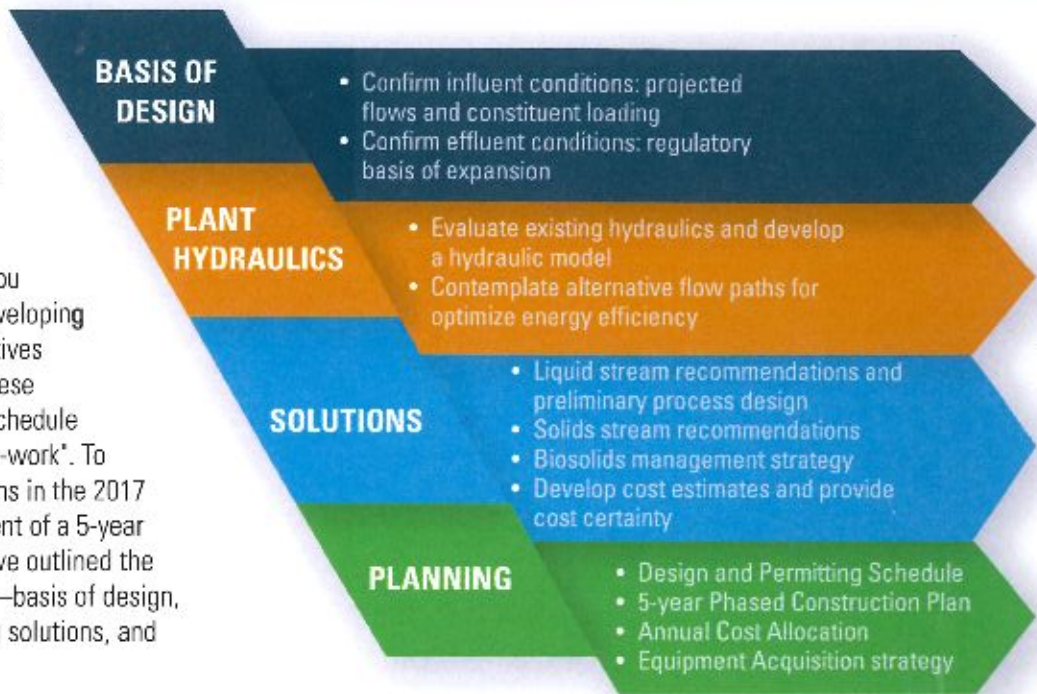 ou
veloping
tives
ese
chedule
-work". To
ns in the 2017
ent of a 5-year
ve outlined the
—basis of design,
solutions, and
BASIS OF
DESIGN
• Confirm influent conditions: projected
flows and constituent loading
• Confirm effluent conditions: regulatory
basis of expansion
PLANT
HYDRAULICS
• Evaluate existing hydraulics and develop
a hydraulic model
• Contemplate alternative flow paths for
optimize energy efficiency
SOLUTIONS
• Liquid stream recommendations and
preliminary process design
• Solids stream recommendations
• Biosolids management strategy
• Develop cost estimates and provide
cost certainty
PLANNING
• Design and Permitting Schedule
• 5-year Phased Construction Plan
• Annual Cost Allocation
• Equipment Acquisition strategy